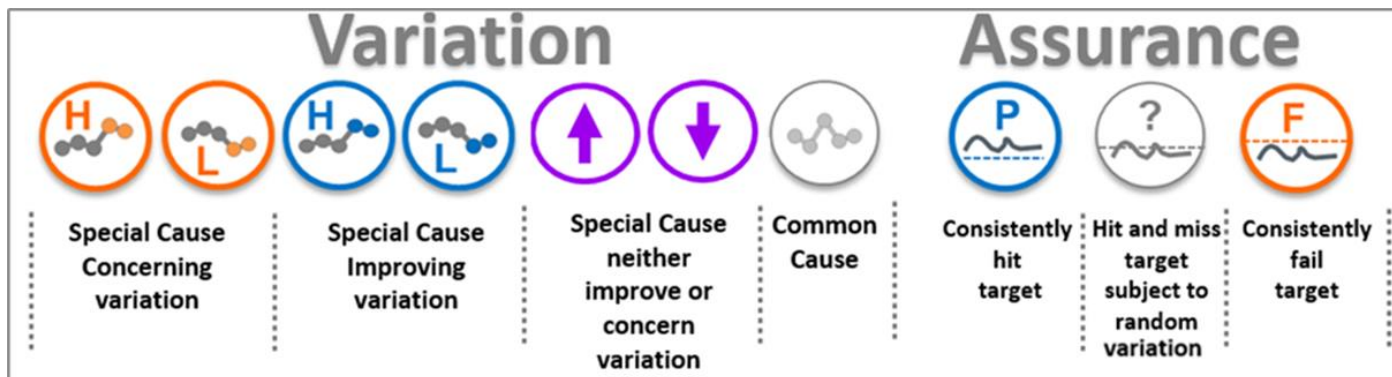 Variation
Assurance
H
L
H
L
P
?
F
Special Cause
Concerning
variation
Special Cause
Improving
variation
Special Cause
neither
improve or
concern
variation
Common
Cause
Consistently
hit
target
Hit and miss
target
subject to
random
variation
Consistently
fail
target